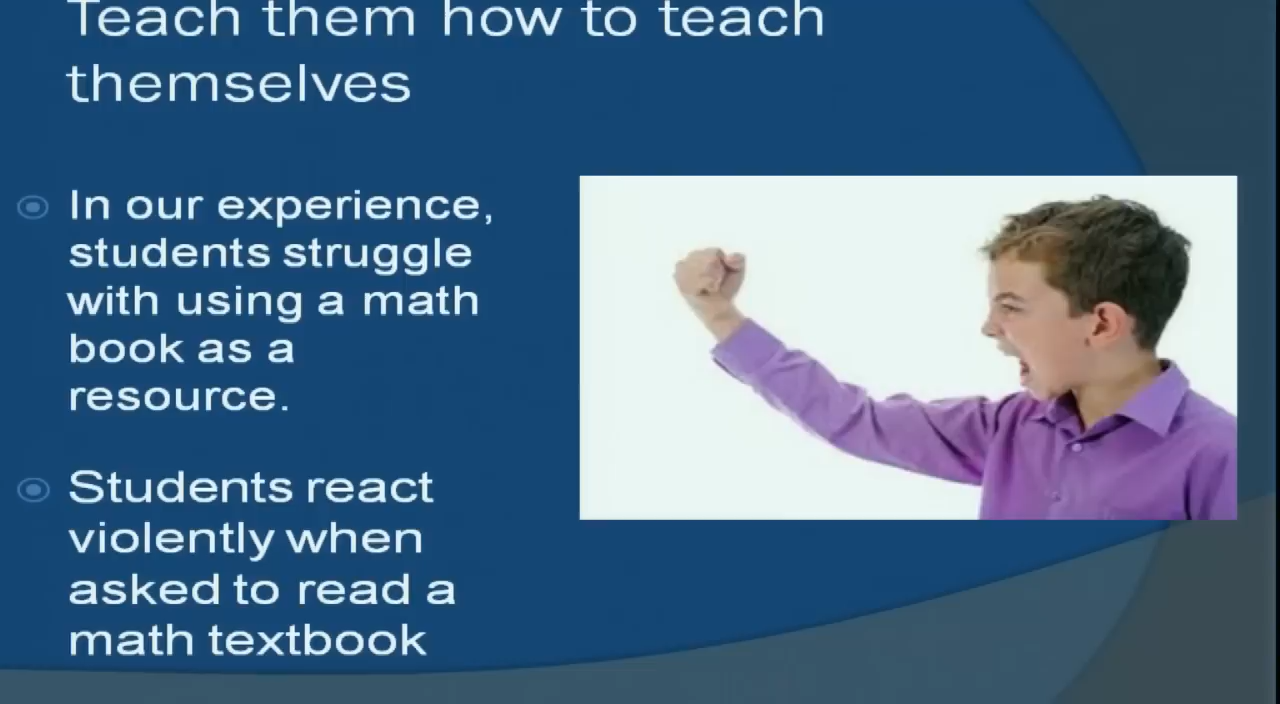 Teach them how to teach
themselves
In our experience,
students struggle
with using a math
book as a
resource.
Students react
violently when
asked to read a
math textbook